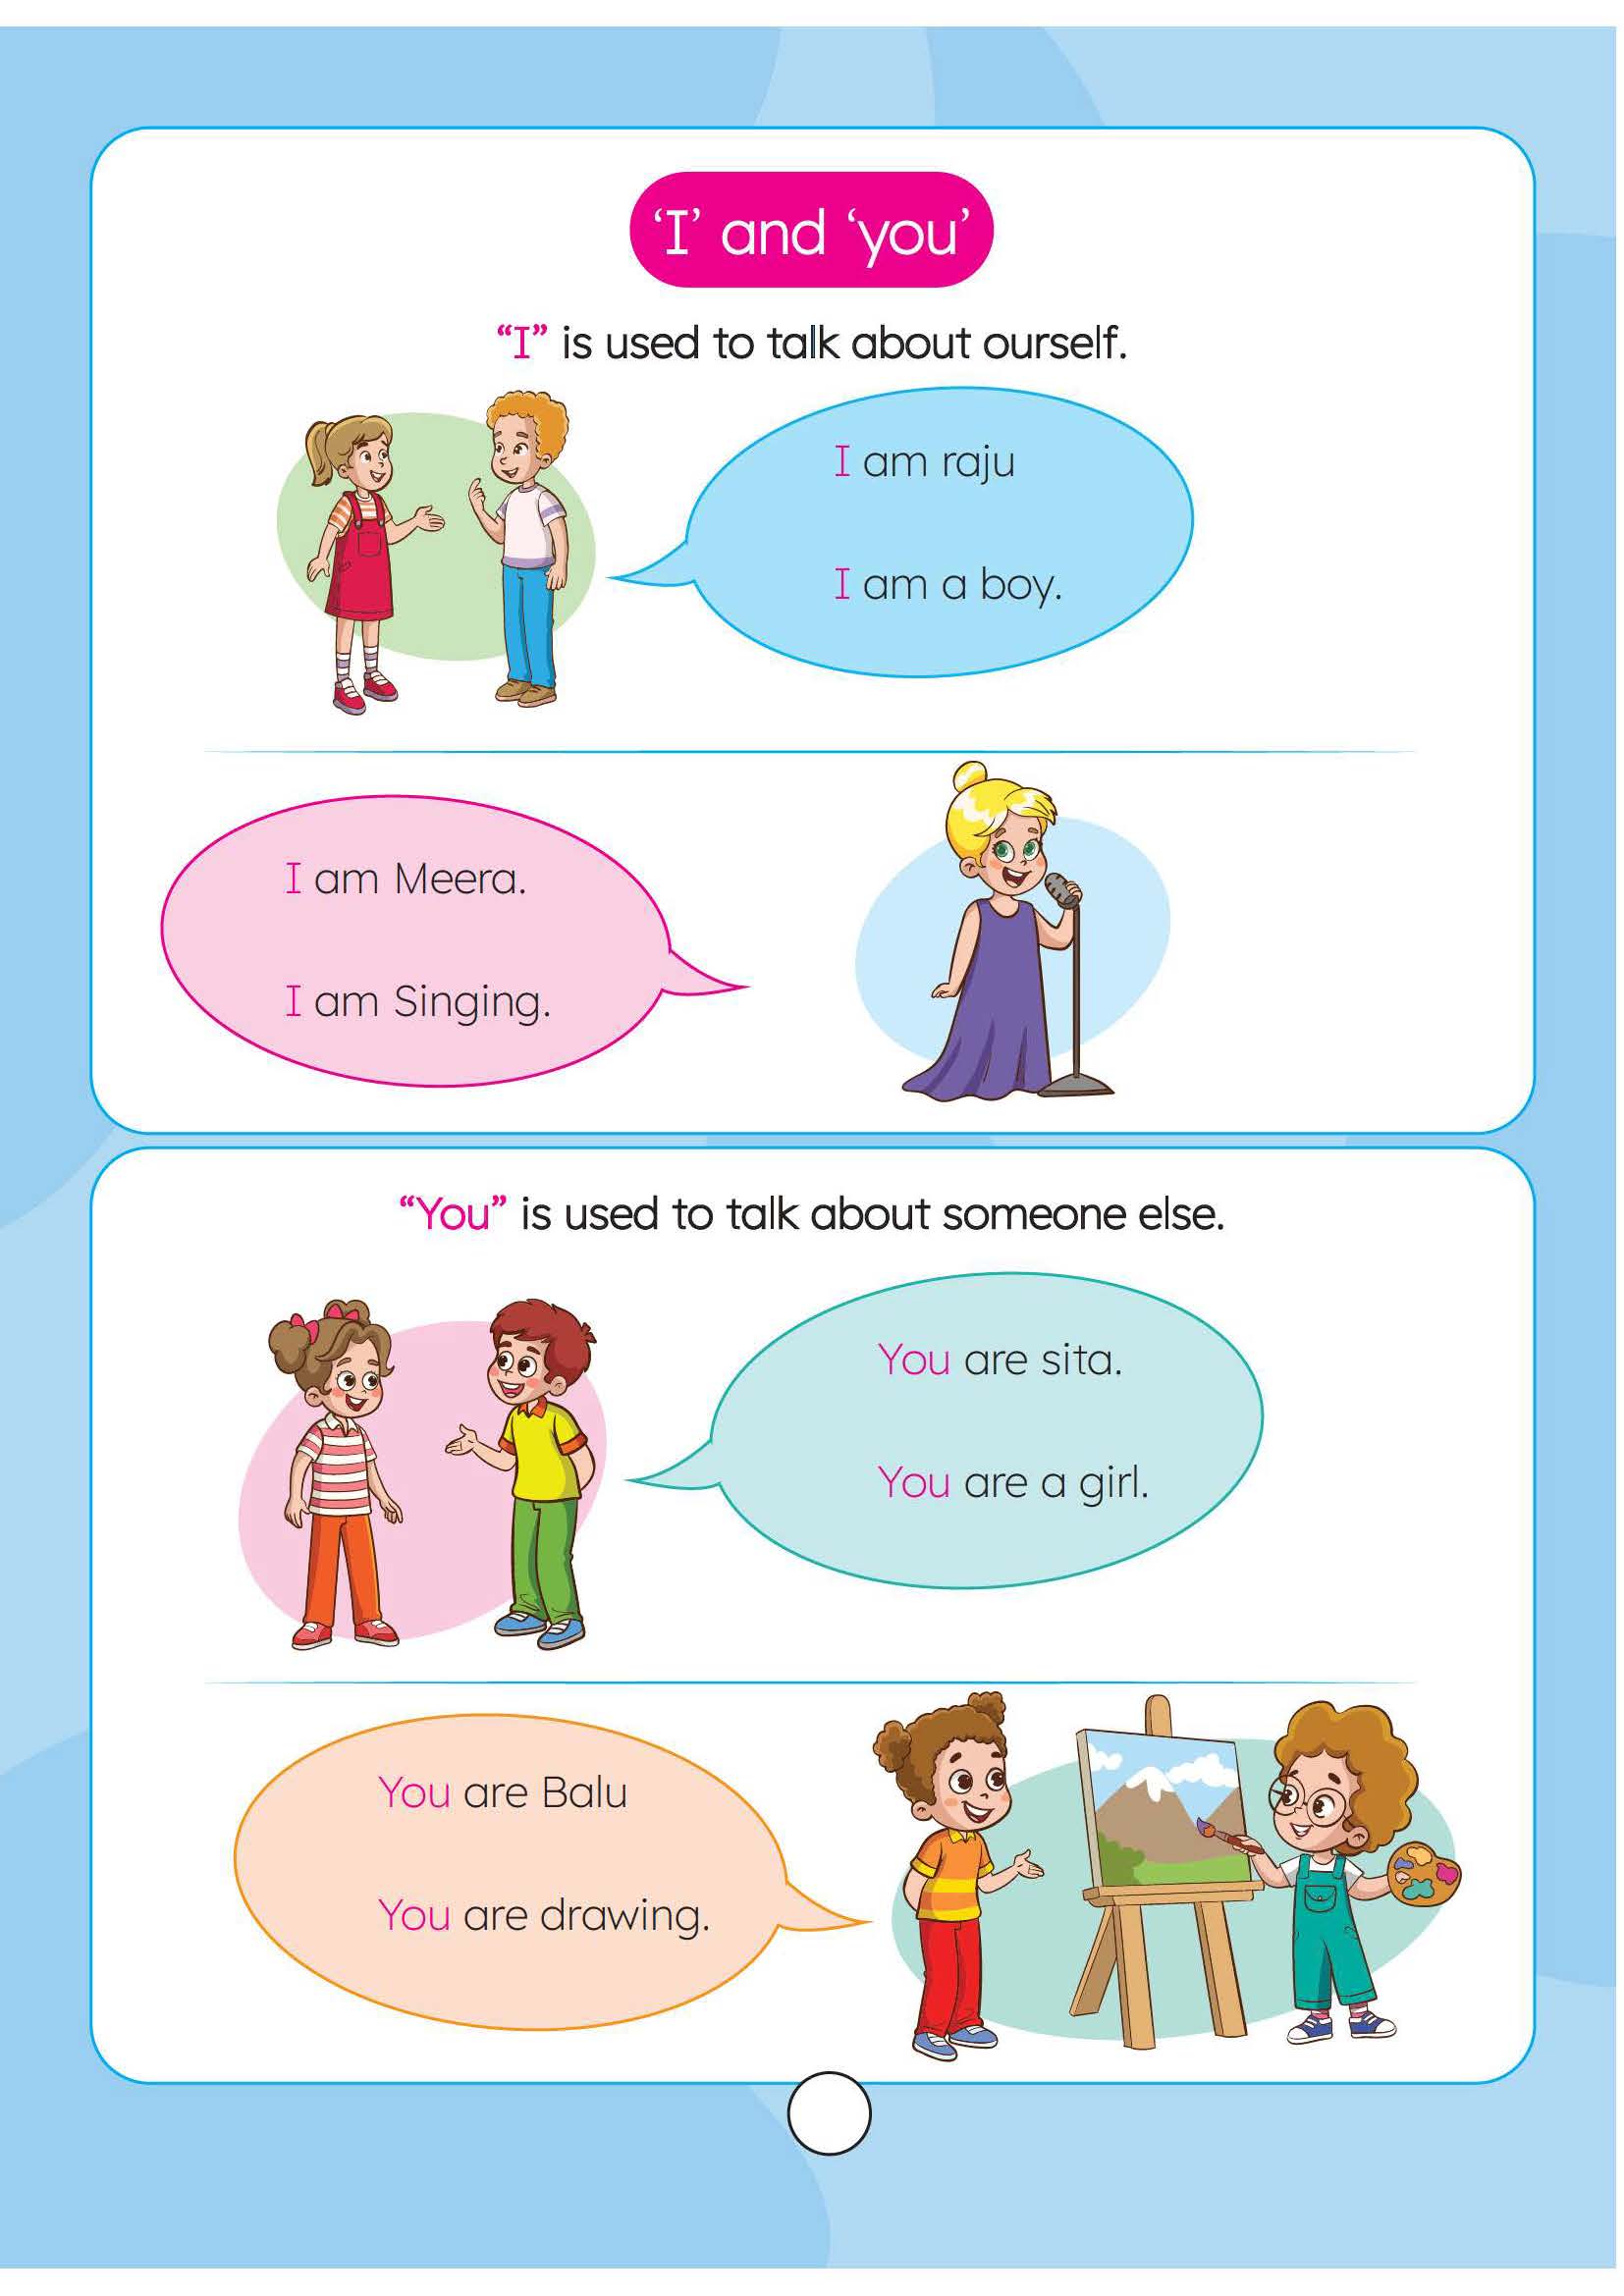 ‘I’ and ‘you’
“I” is used to talk about ourself.
I am raju
I am a boy.
I am Meera.
I am Singing.
“You” is used to talk about someone else.
You are sita.
You are a girl.
You are Balu
You are drawing.